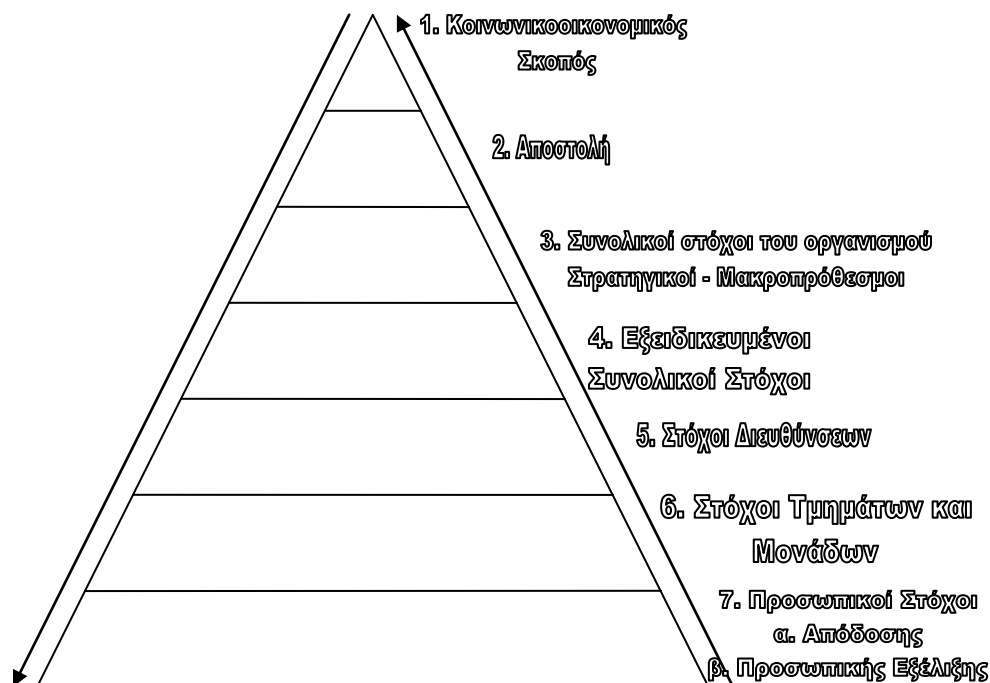 1. Κοινωνικοοικονομικός
Σκοπός
2. Αποστολή
3. Συνολικοί στόχοι του οργανισμού
Στρατηγικοί - Μακροπρόθεσμοι
4. Εξειδικευμένοι
Συνολικοί Στόχοι
5. Στόχοι Διευθύνσεων
6. Στόχοι Τμημάτων και
Μονάδων
7. Προσωπικοί Στόχοι
α. Απόδοσης
β. Προσωπικής Εξέλιξης